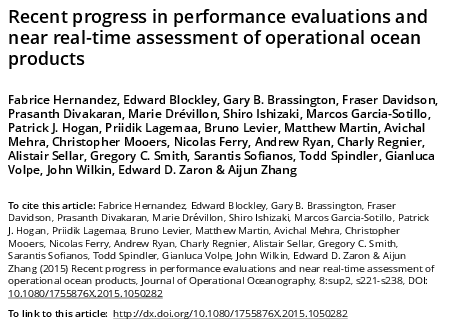 Recent progress in performance evaluations and
near real-time assessment of operational ocean
products
Fabrice Hernandez, Edward Blockley, Gary B. Brassington, Fraser Davidson,
Prasanth Divakaran, Marie Drévillon, Shiro Ishizaki, Marcos Garcia-Sotillo,
Patrick J. Hogan, Priidik Lagemaa, Bruno Levier, Matthew Martin, Avichal
Mehra, Christopher Mooers, Nicolas Ferry, Andrew Ryan, Charly Regnier,
Alistair Sellar, Gregory C. Smith, Sarantis Sofianos, Todd Spindler, Gianluca
Volpe, John Wilkin, Edward D. Zaron & Aijun Zhang
To cite this article: Fabrice Hernandez, Edward Blockley, Gary B. Brassington, Fraser
Davidson, Prasanth Divakaran, Marie Drévillon, Shiro Ishizaki, Marcos Garcia-Sotillo, Patrick
J. Hogan, Priidik Lagemaa, Bruno Levier, Matthew Martin, Avichal Mehra, Christopher
Mooers, Nicolas Ferry, Andrew Ryan, Charly Regnier, Alistair Sellar, Gregory C. Smith,
Sarantis Sofianos, Todd Spindler, Gianluca Volpe, John Wilkin, Edward D. Zaron & Aijun
Zhang (2015) Recent progress in performance evaluations and near real-time assessment of
operational ocean products, Journal of Operational Oceanography, 8:sup2, s221-s238, DOI:
10.1080/1755876X.2015.1050282
To link to this article: http://dx.doi.org/10.1080/1755876X.2015.1050282